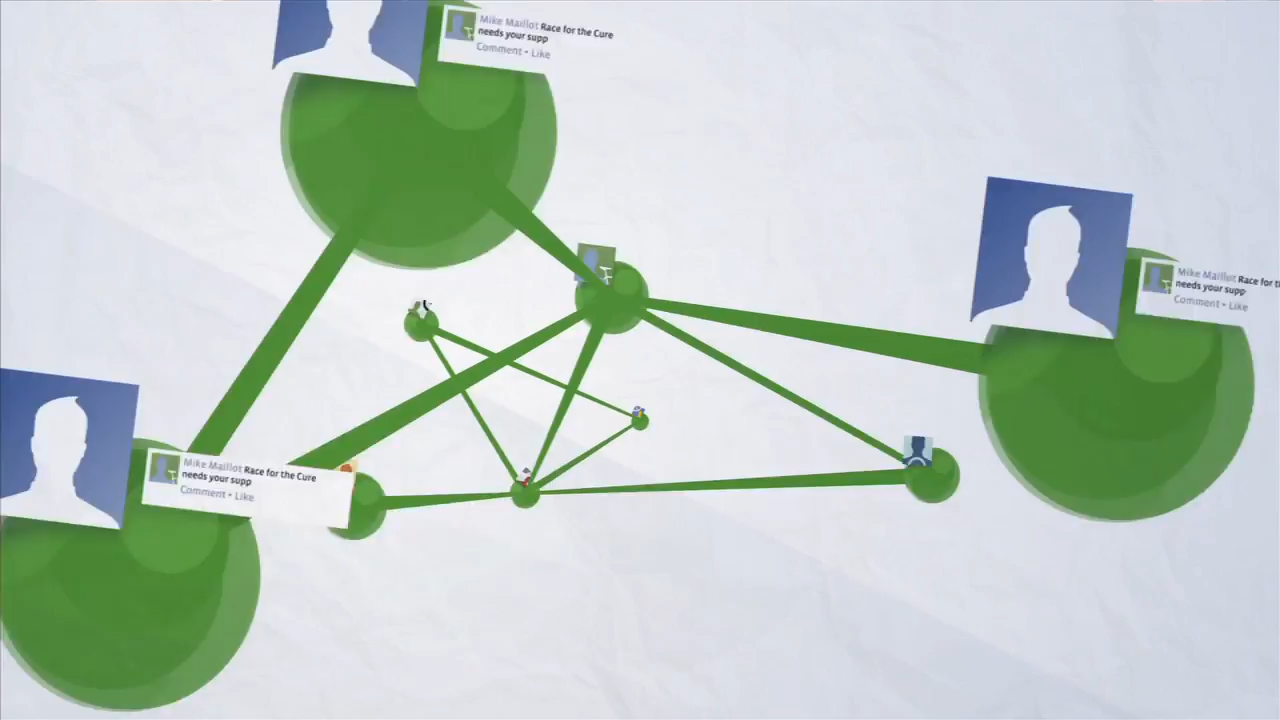 Mike Maillot Race for the Cure
needs your supp
Comment • Like
Mike Maillot Race for t
needs your supp
Comment • Like
Mike Maillot Race for the Cure
needs your supp
Comment • Like